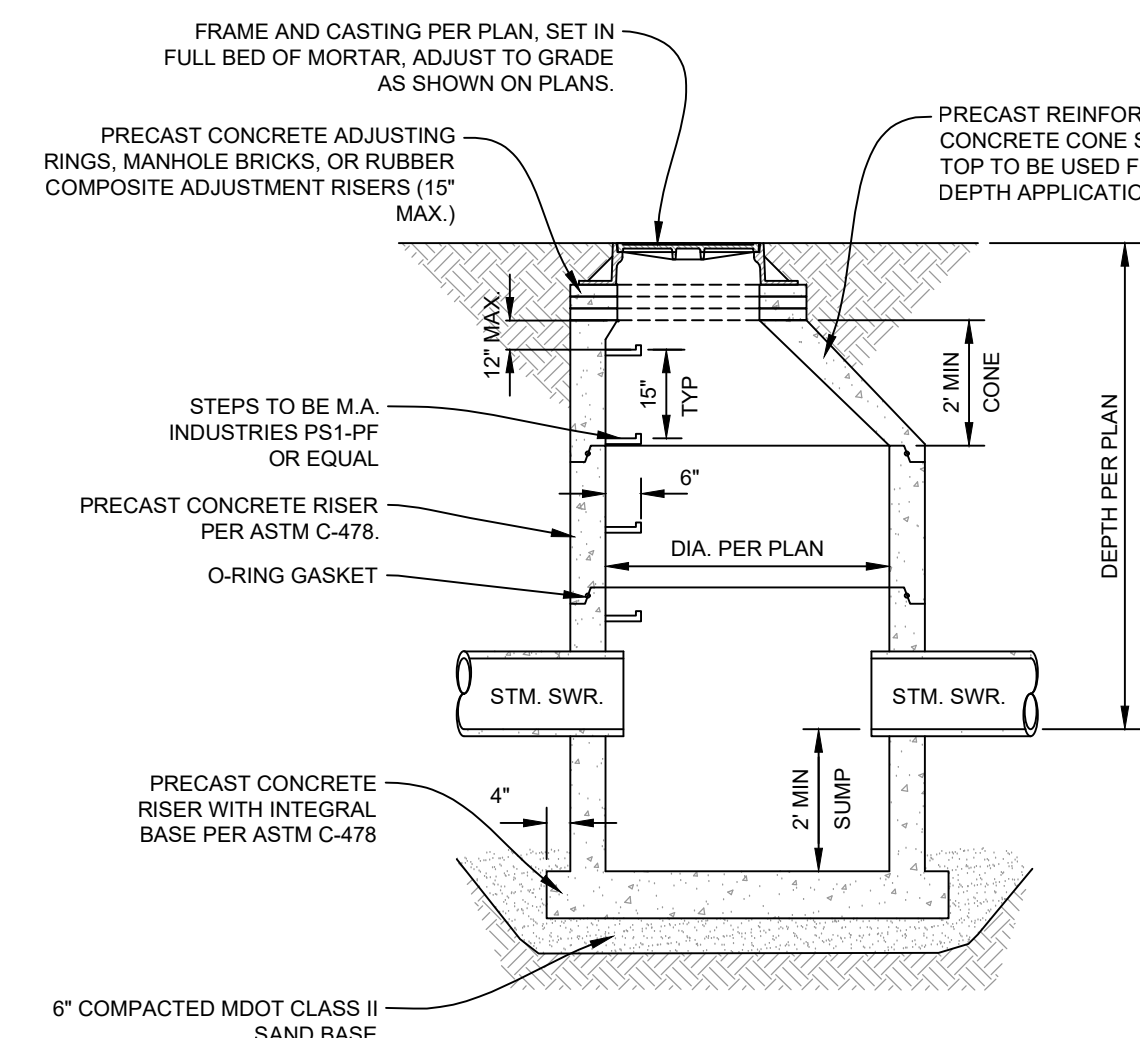 FRAME AND CASTING PER PLAN, SET IN
FULL BED OF MORTAR, ADJUST TO GRADE
AS SHOWN ON PLANS.
PRECAST CONCRETE ADJUSTING
RINGS, MANHOLE BRICKS, OR RUBBER
COMPOSITE ADJUSTMENT RISERS (15"
MAX.)
PRECAST
CONCRETE CONE
TOP TO BE USED
DEPTH
12" MAX.
15"
TYP
2' MIN
CONE
STEPS TO BE M.A.
INDUSTRIES PS1-PF
OR EQUAL
6"
PRECAST CONCRETE RISER
PER ASTM C-478.
DIA. PER PLAN
DEPTH PER PLAN
O-RING GASKET
STM. SWR.
STM. SWR.
PRECAST CONCRETE
RISER WITH INTEGRAL
BASE PER ASTM C-478
4"
2' MIN
SUMP
6" COMPACTED MDOT CLASS II
SAND BASE